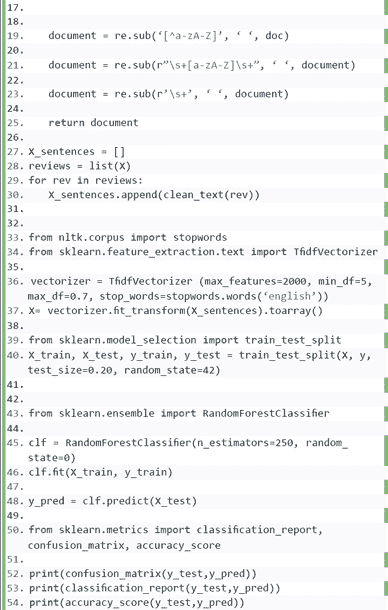 17.
18.
19. document = re.sub(‘[^a-zA-Z]’, ‘ ‘, doc)
20.
21. document = re.sub(r”\s+[a-zA-Z]\s+”, ‘ ‘, document)
22.
23. document = re.sub(r’\s+’, ‘ ‘, document)
24.
25. return document
26.
27. X_sentences = []
28. reviews = list(X)
29. for rev in reviews:
30. X_sentences.append(clean_text(rev))
31.
32.
33. from nltk.corpus import stopwords
34. from sklearn.feature_extraction.text import TfidfVectorizer
35.
36. vectorizer = TfidfVectorizer (max_features=2000, min_df=5,
max_df=0.7, stop_words=stopwords.words(‘english’))
37. X= vectorizer.fit_transform(X_sentences).toarray()
38.
39. from sklearn.model_selection import train_test_split
40. X_train, X_test, y_train, y_test = train_test_split(X, y,
test_size=0.20, random_state=42)
41.
42.
43. from sklearn.ensemble import RandomForestClassifier
44.
45. clf = RandomForestClassifier(n_estimators=250, random_
state=0)
46. clf.fit(X_train, y_train)
47.
48. y_pred = clf.predict(X_test)
49.
50. from sklearn.metrics import classification_report,
confusion_matrix, accuracy_score
51.
52. print(confusion_matrix(y_test,y_pred))
53. print(classification_report(y_test,y_pred))
54. print(accuracy_score(y_test,y_pred))